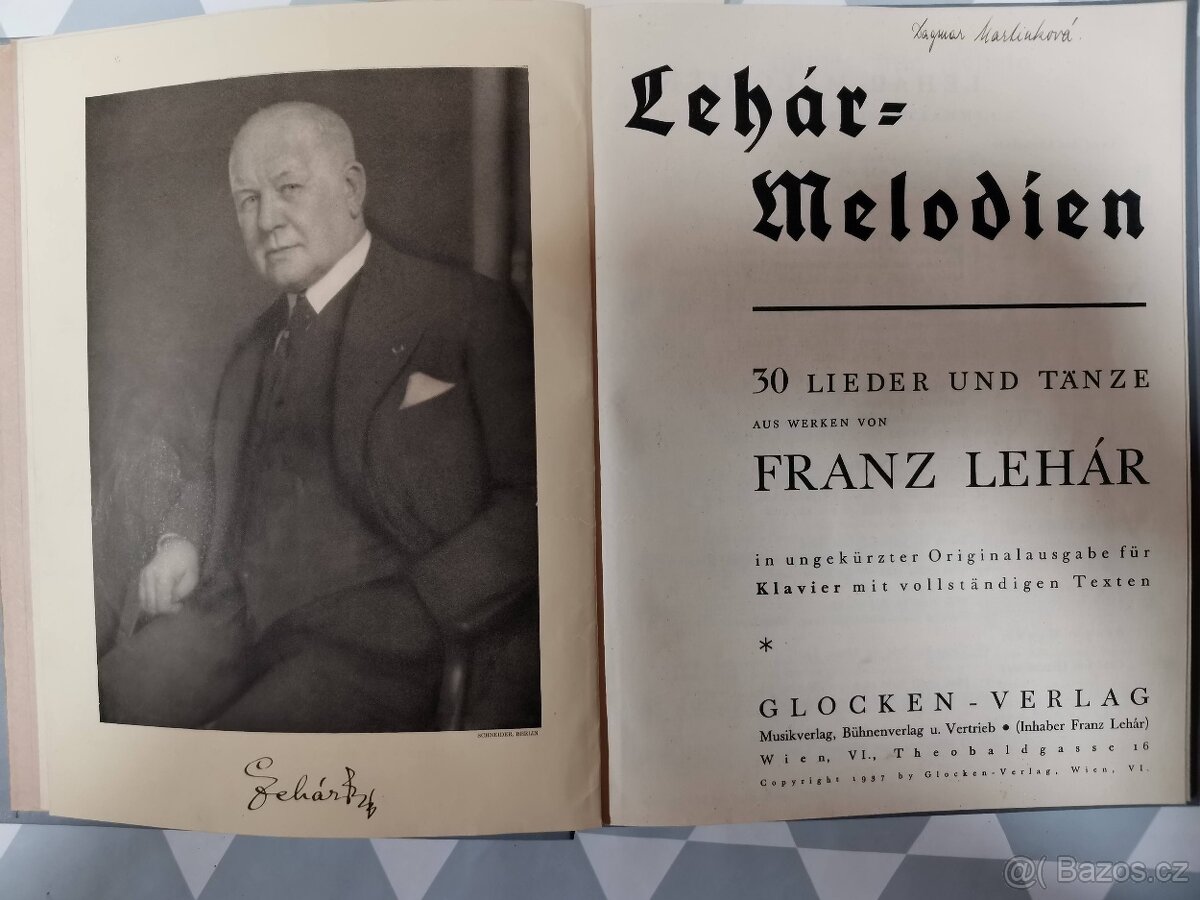 SCHNEIDER, BERLIN
Lehár
Dagmar Martinková.
Lehár=
Melodien
30 LIEDER UND TÄNZE
AUS WERKEN VON
FRANZ LEHÁR
in ungekürzter Originalausgabe für
Klavier mit vollständigen Texten
*
GLOCKEN-VERLAG
Musikverlag, Bühnenverlag u. Vertrieb • (Inhaber Franz Lehár)
Wien, VI., Theobaldgasse 16
Copyright 1937 by Glocken-Verlag, Wien, VI.
@( Bazos.cz